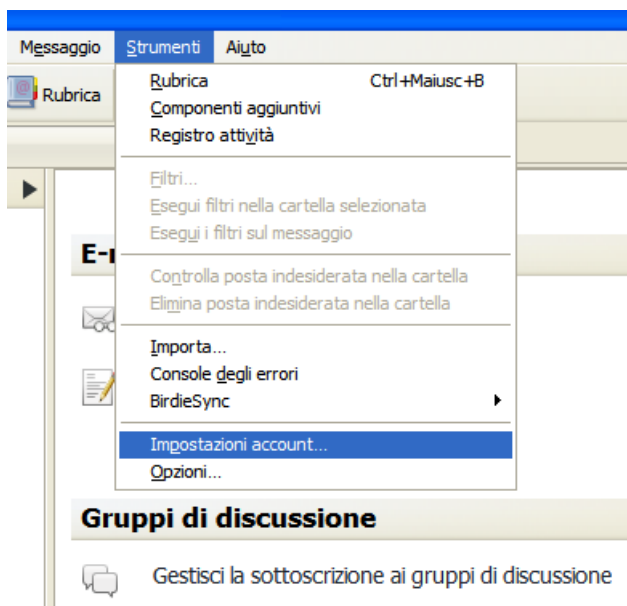 Messaggio Strumenti Aiuto
Rubrica
Rubrica Ctrl+Maiusc+B
Componenti aggiuntivi
Registro attività
Filtri...
Esegui filtri nella cartella selezionata
Esegui i filtri sul messaggio
E-
Controlla posta indesiderata nella cartella
Elimina posta indesiderata nella cartella
Importa...
Console degli errori
BirdieSync
Impostazioni account...
Opzioni...
Gruppi di discussione
Gestisci la sottoscrizione ai gruppi di discussione